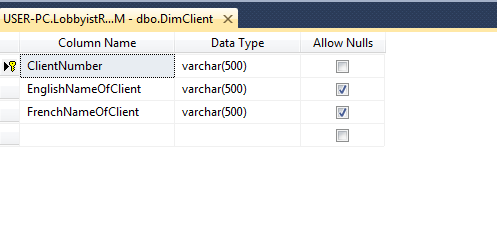 USER-PC.LobbyistR...M - dbo.DimClient
Column Name Data Type Allow Nulls
ClientNumber varchar(500)
EnglishNameOfClient varchar(500)
FrenchNameOfClient varchar(500)